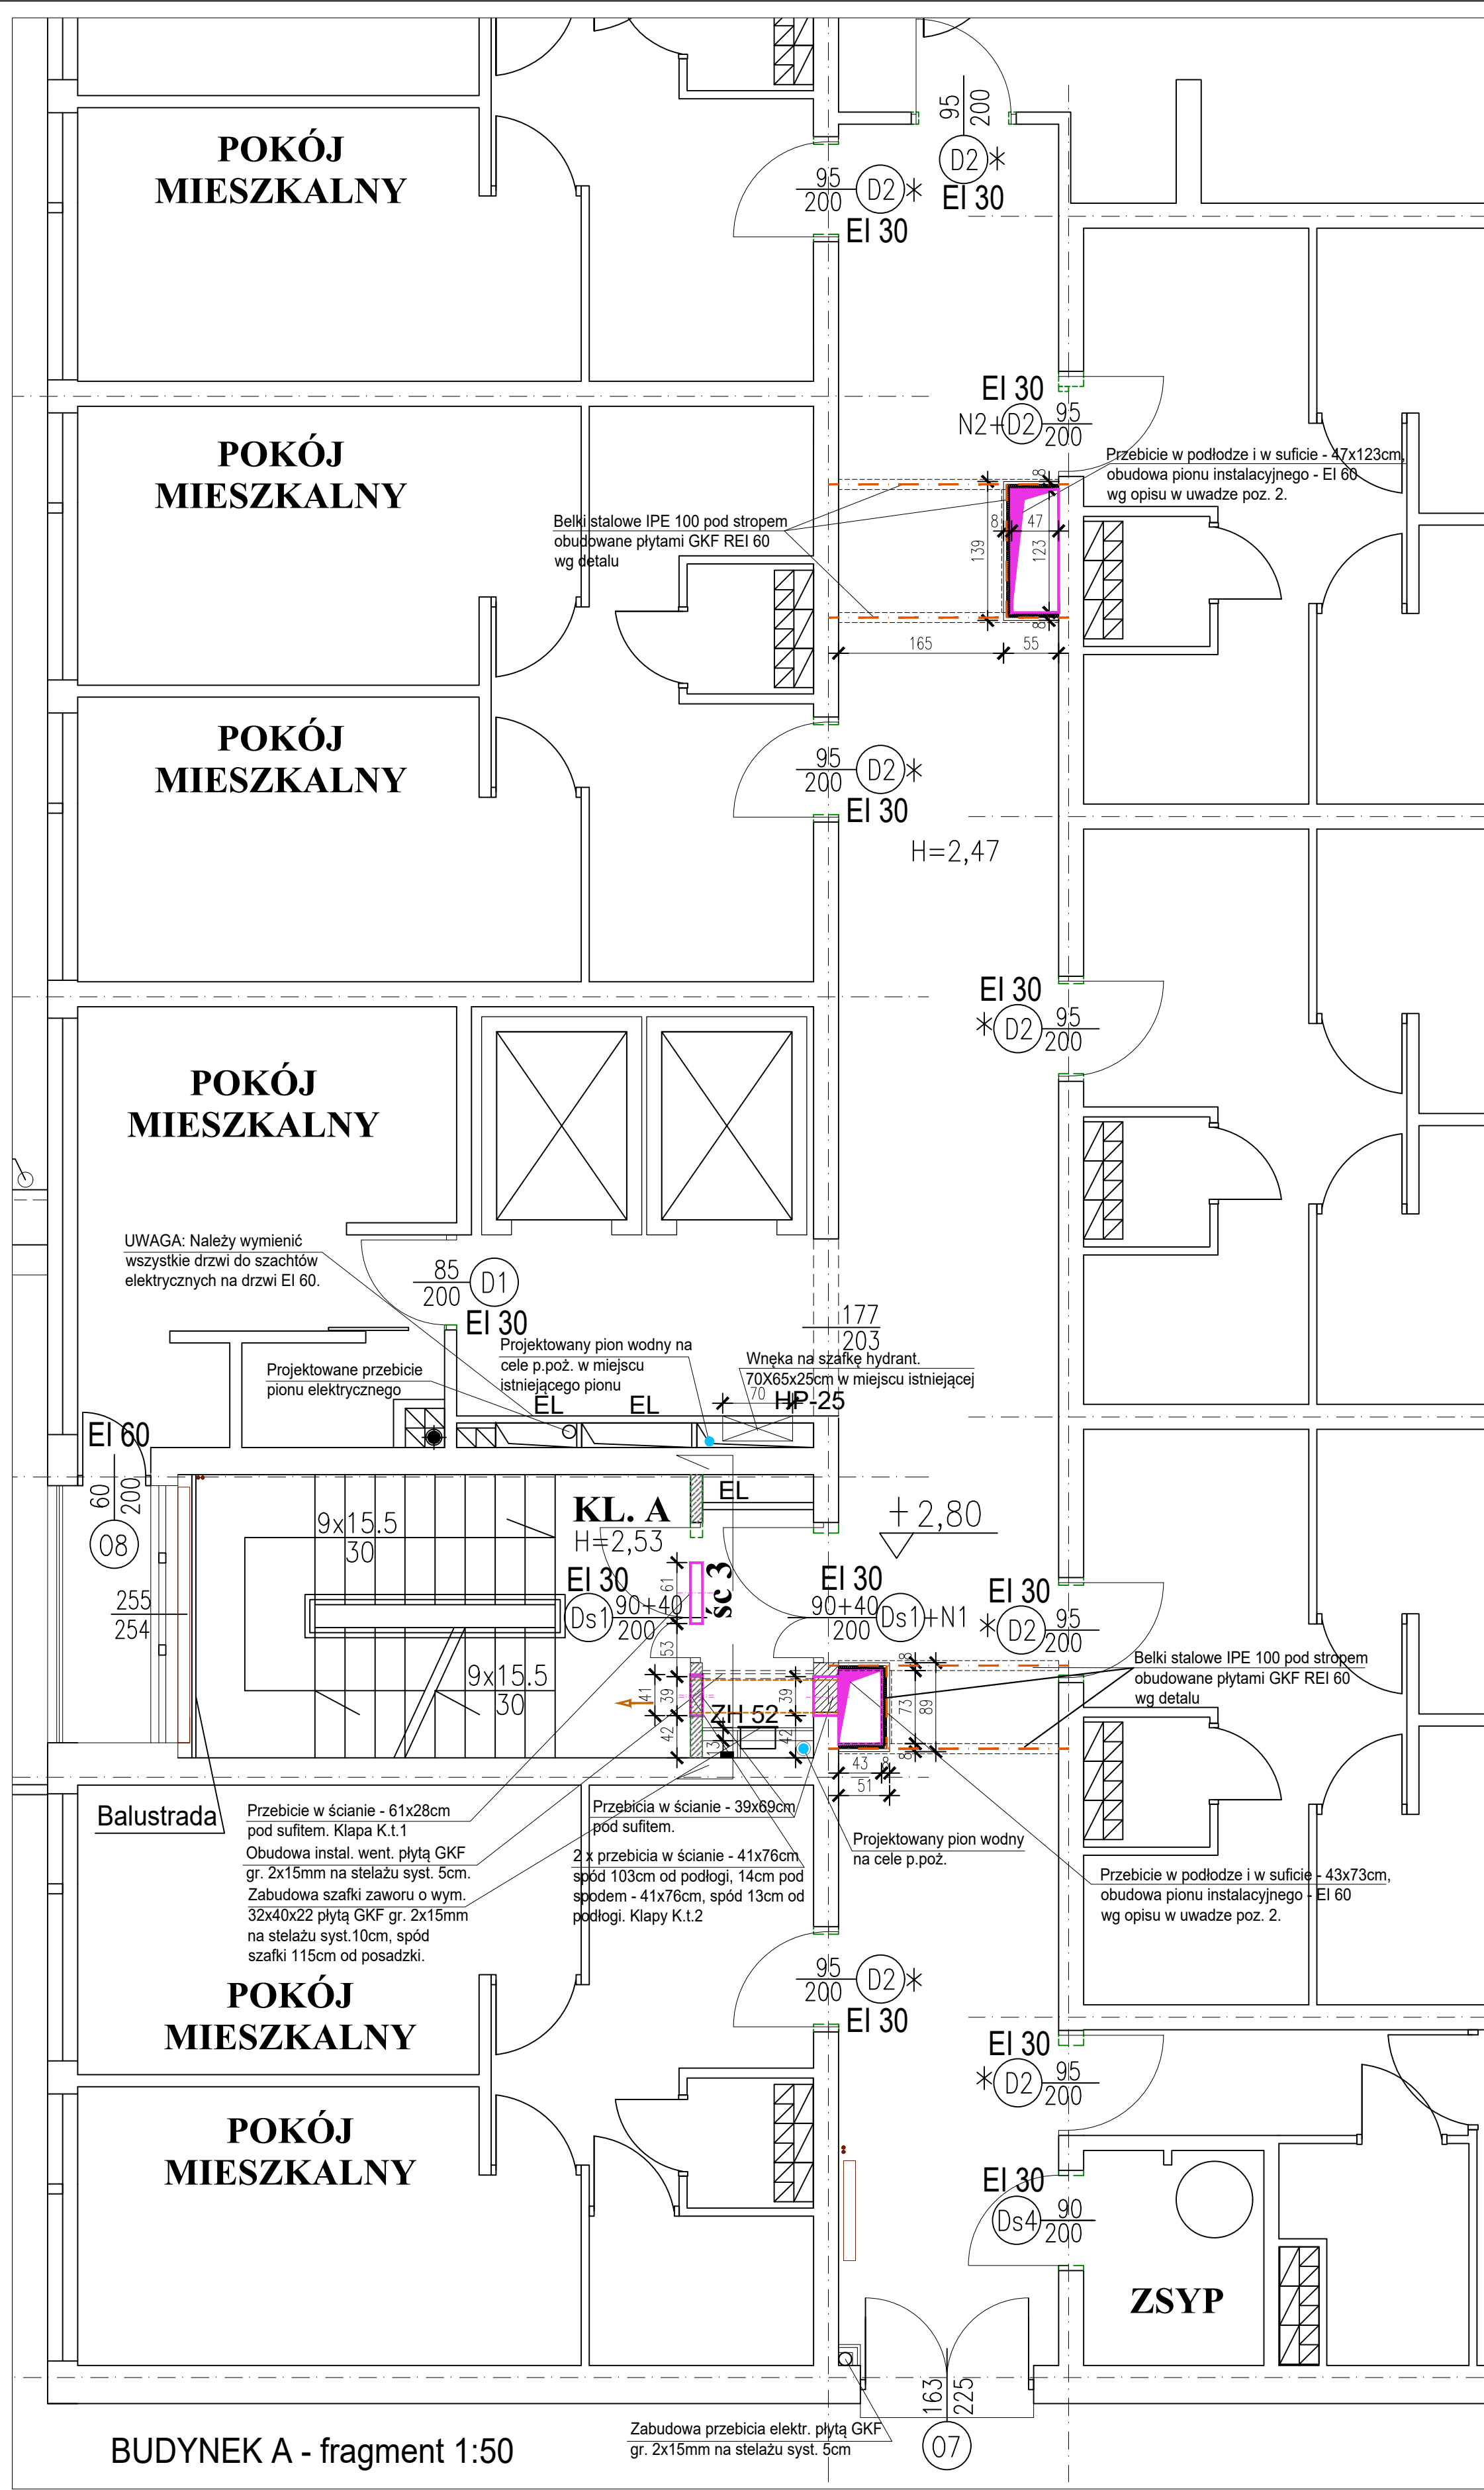 POKÓJ
MIESZKALNY
95
200
D2*
EI 30
95
200
D2*
EI 30
POKÓJ
MIESZKALNY
EI 30
N2+D2
95
200
Przebicie w podłodze i w suficie - 47x123cm,
obudowa pionu instalacyjnego - EI 60
wg opisu w uwadze poz. 2.
Belki stalowe IPE 100 pod stropem
obudowane płytami GKF REI 60
wg detalu
8
8
47
139
123
8
165
55
POKÓJ
MIESZKALNY
95
200
D2*
EI 30
H=2,47
EI 30
*D2
95
200
POKÓJ
MIESZKALNY
UWAGA: Należy wymienić
wszystkie drzwi do szachtów
elektrycznych na drzwi EI 60.
85
200
D1
EI 30
177
203
Projektowane przebicie
pionu elektrycznego
Projektowany pion wodny na
cele p.poż. w miejscu
istniejącego pionu
Wnęka na szafkę hydrant.
70X65x25cm w miejscu istniejącej
70
HP-25
EL
EL
EI 60
60
200
08
255
254
9x15.5
30
9x15.5
30
KL. A
H=2,53
EL
+2,80
EI 30
Ds1
90+40
200
61
śc 3
53
EI 30
90+40
200
Ds1+N1
EI 30
*D2
95
200
41
39
39
42
13
42
ZH 52
8
73
89
8
43
8
51
Belki stalowe IPE 100 pod stropem
obudowane płytami GKF REI 60
wg detalu
Balustrada
Przebicie w ścianie - 61x28cm
pod sufitem. Klapa K.t.1
Obudowa instal. went. płytą GKF
gr. 2x15mm na stelażu syst. 5cm.
Zabudowa szafki zaworu o wym.
32x40x22 płytą GKF gr. 2x15mm
na stelażu syst.10cm, spód
szafki 115cm od posadzki.
Przebicia w ścianie - 39x69cm
pod sufitem.
2 x przebicia w ścianie - 41x76cm
spód 103cm od podłogi, 14cm pod
spodem - 41x76cm, spód 13cm od
podłogi. Klapy K.t.2
Projektowany pion wodny
na cele p.poż.
Przebicie w podłodze i w suficie - 43x73cm,
obudowa pionu instalacyjnego - EI 60
wg opisu w uwadze poz. 2.
POKÓJ
MIESZKALNY
95
200
D2*
EI 30
EI 30
*D2
95
200
POKÓJ
MIESZKALNY
EI 30
Ds4
90
200
ZSYP
163
225
07
Zabudowa przebicia elektr. płytą GKF
gr. 2x15mm na stelażu syst. 5cm
BUDYNEK A - fragment 1:50